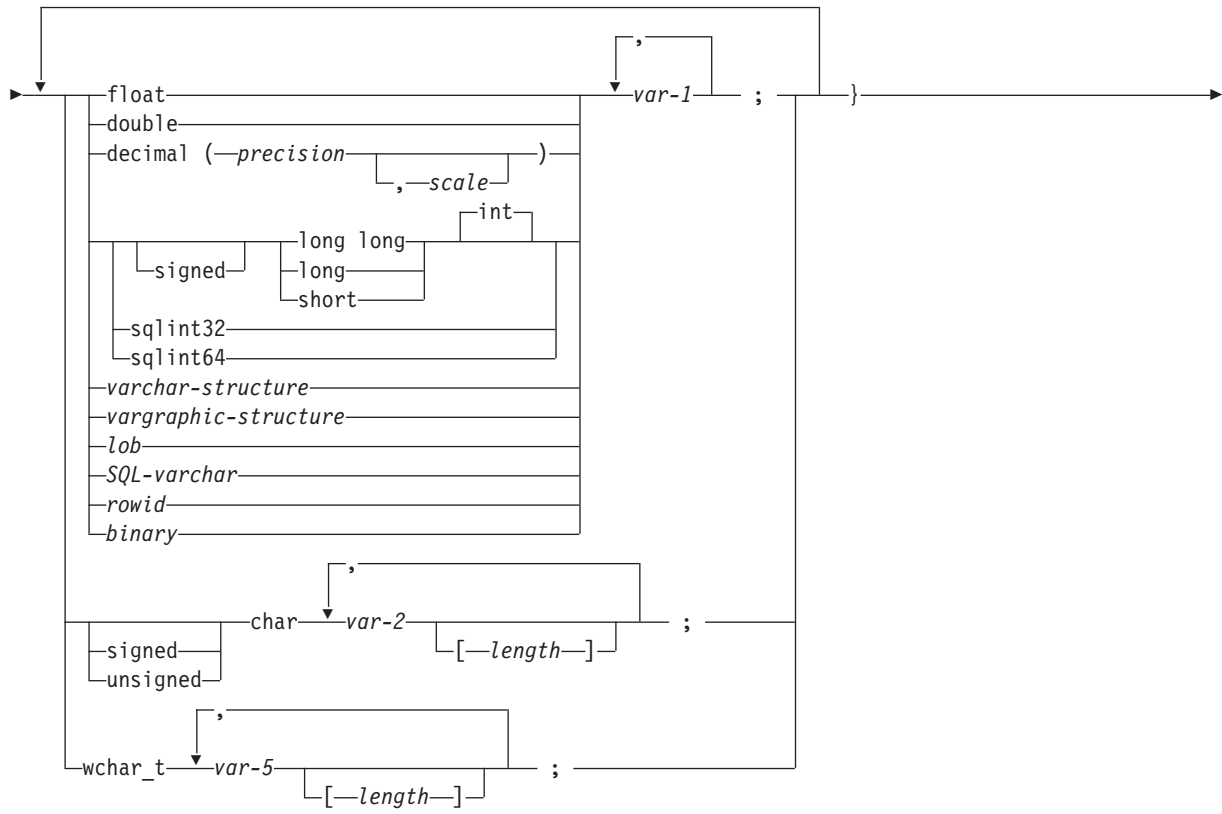 ,
float var-1 ; }
double
decimal ( precision )
, scale
int
long long
signed long
short
sqlint32
sqlint64
varchar-structure
vargraphic-structure
lob
SQL-varchar
rowid
binary
,
char var-2 ;
signed [ length ]
unsigned
,
wchar_t var-5 ;
[ length ]